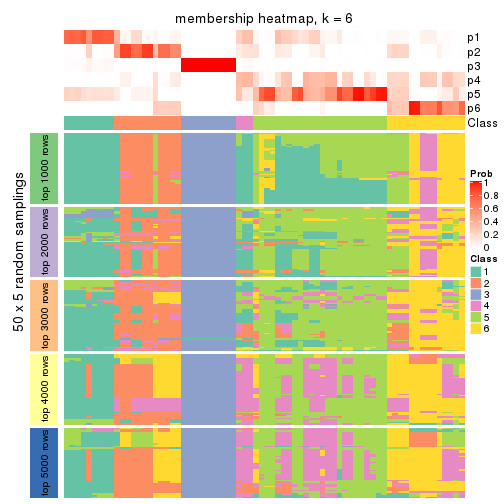 membership heatmap, k = 6
p1
p2
p3
p4
p5
p6
Class
50 x 5 random samplings
top 1000 rows
top 2000 rows
top 3000 rows
top 4000 rows
top 5000 rows
Prob
1
0.8
0.6
0.4
0.2
0
Class
1
2
3
4
5
6